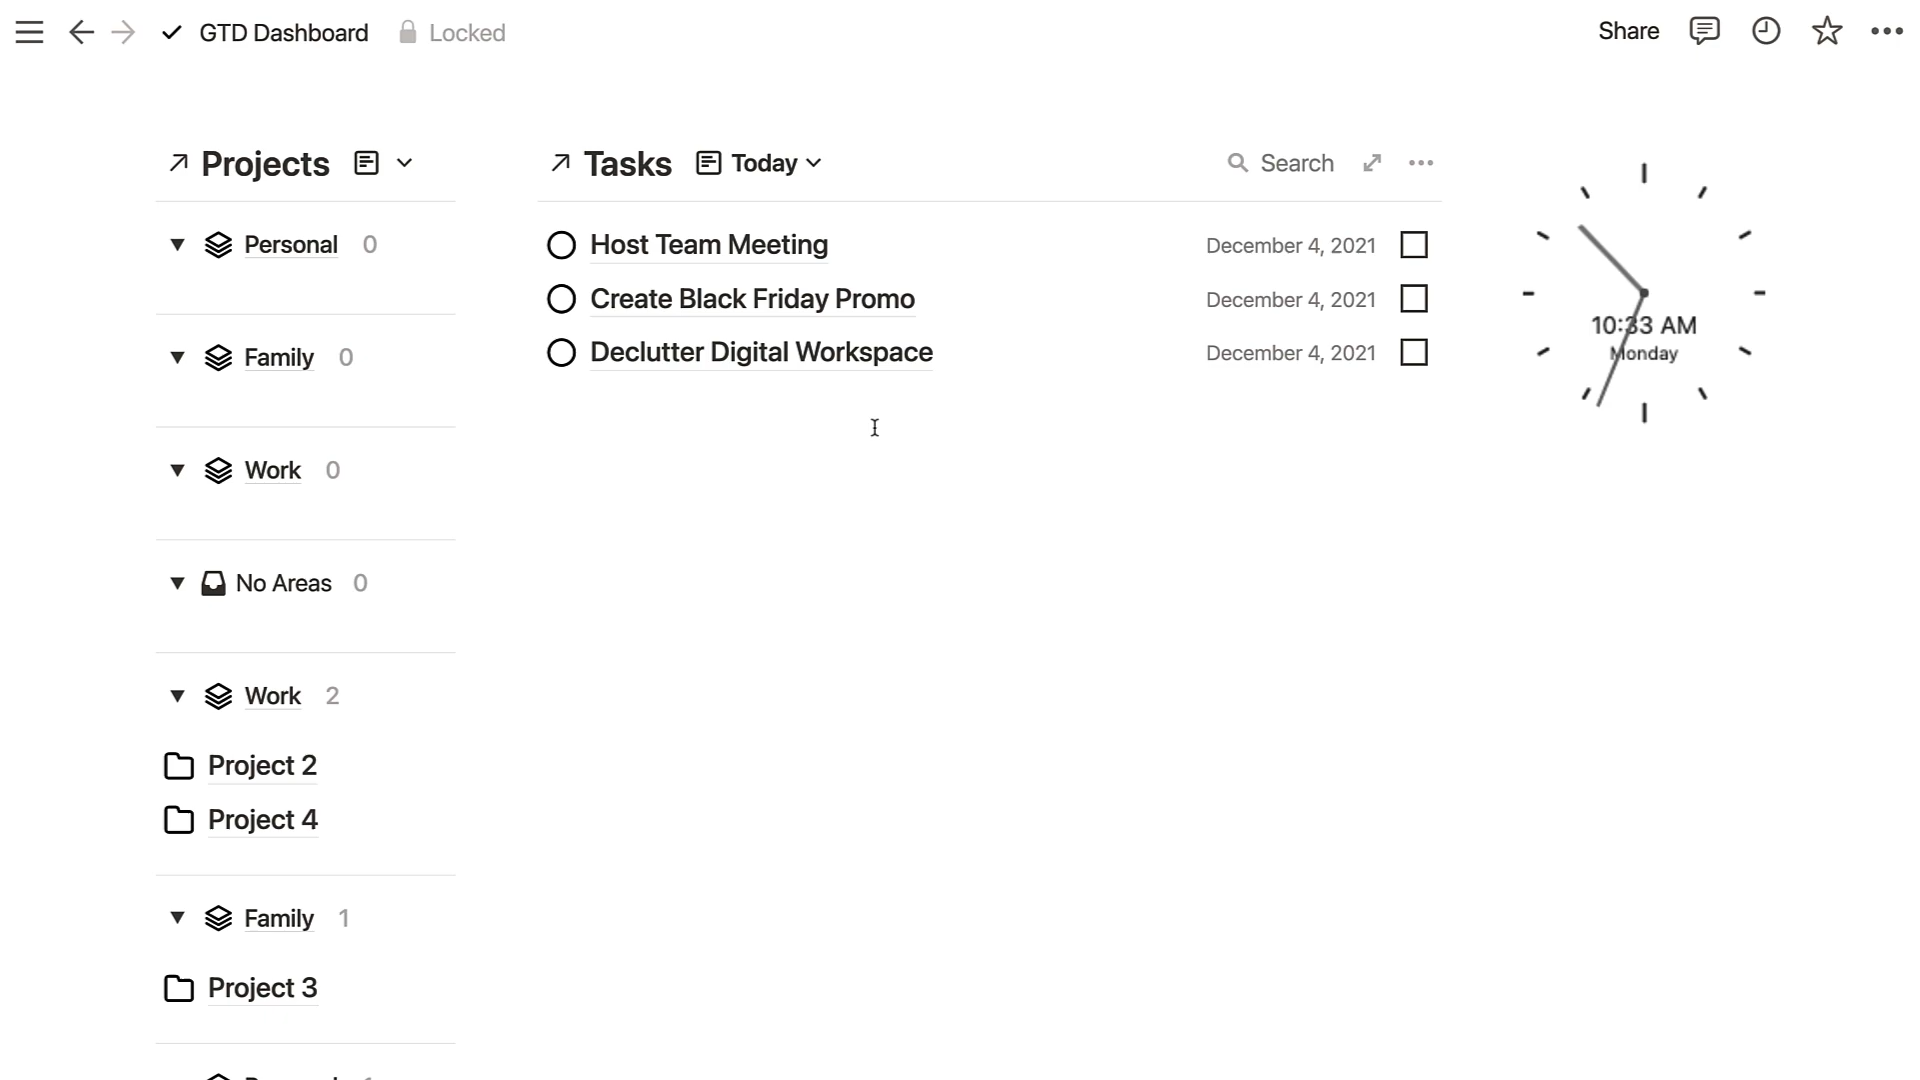 GTD Dashboard Locked Share
Projects
Personal 0
Family 0
Work 0
No Areas 0
Work 2
Project 2
Project 4
Family 1
Project 3
Tasks Today Search
Host Team Meeting December 4, 2021
Create Black Friday Promo December 4, 2021
Declutter Digital Workspace December 4, 2021
10:33 AM
Monday